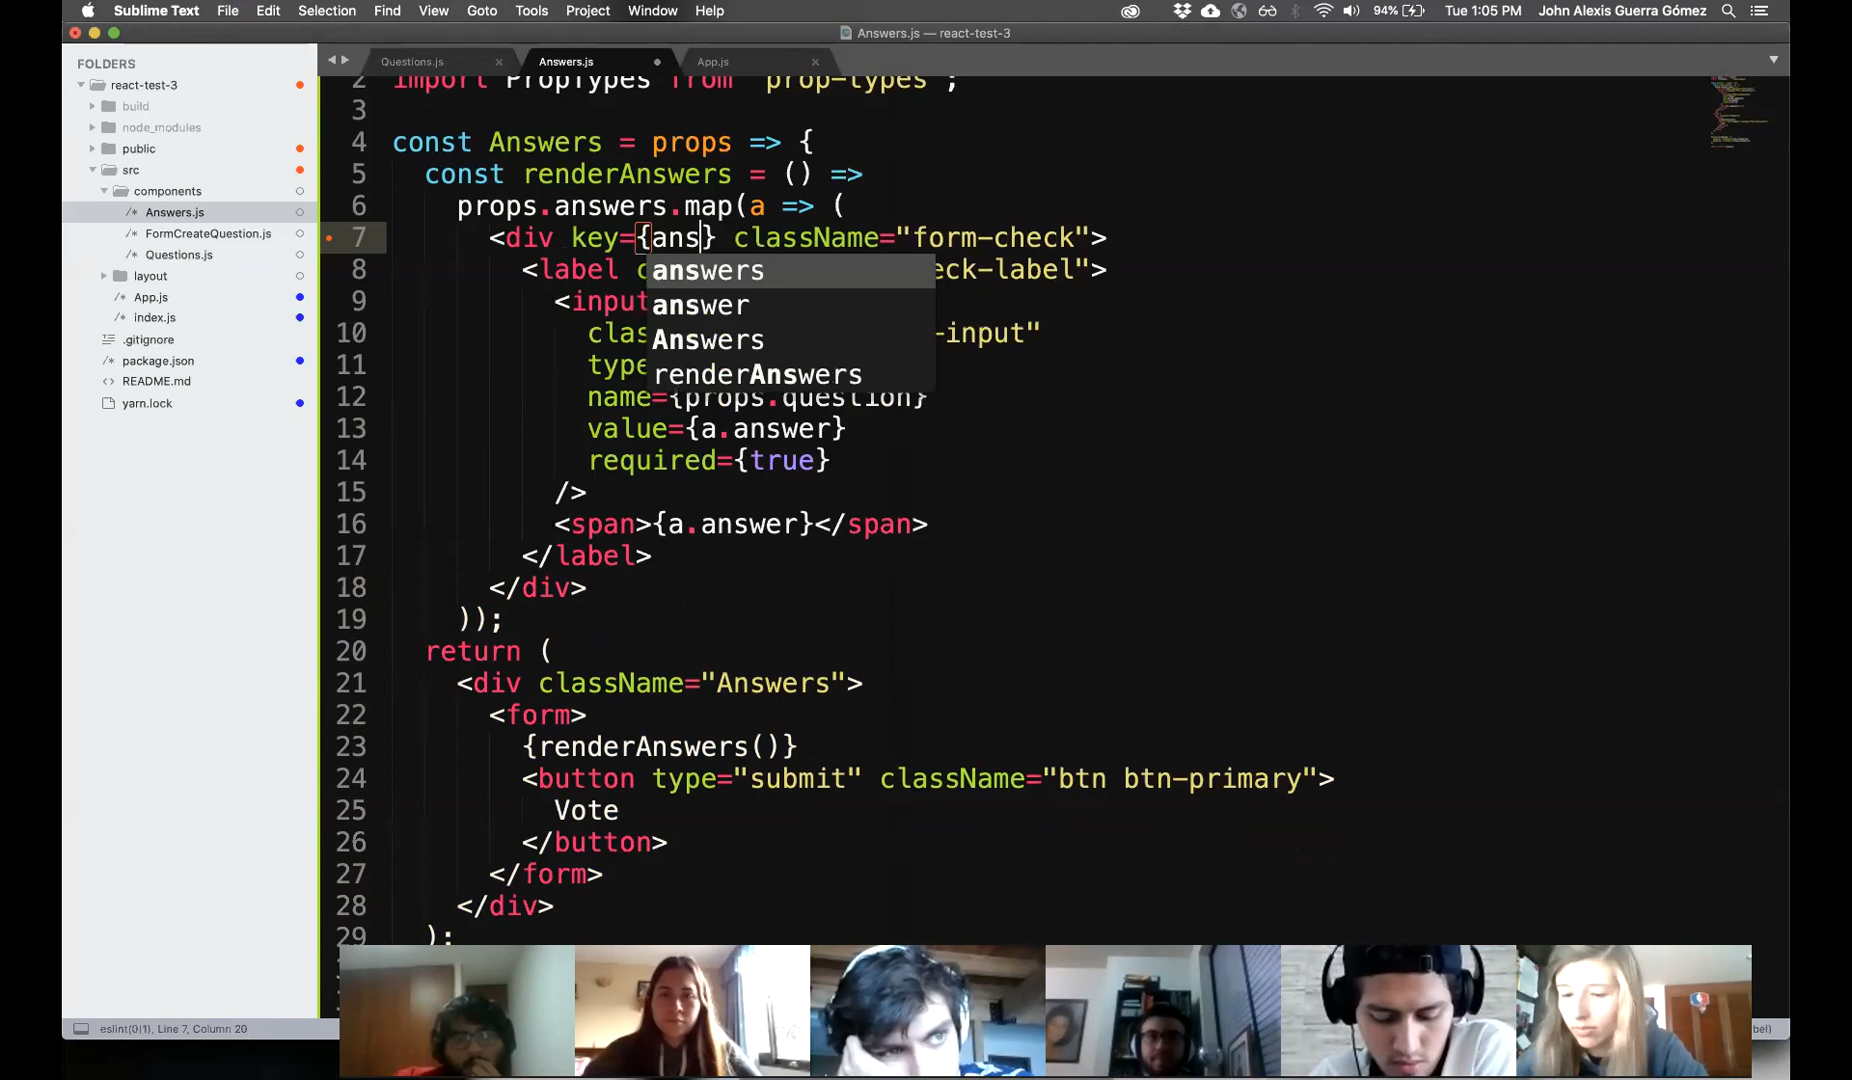 Sublime Text File Edit Selection Find View Goto Tools Project Window Help 94% Tue 1:05 PM John Alexis Guerra Gómez
Answers.js — react-test-3
FOLDERS
react-test-3
build
node_modules
public
src
components
/* Answers.js
/* FormCreateQuestion.js
/* Questions.js
layout
/* App.js
/* index.js
.gitignore
/* package.json
<> README.md
/* yarn.lock
Questions.js × Answers.js App.js ×
2 import PropTypes from "prop-types";
3
4 const Answers = props => {
5 const renderAnswers = () =>
6 props.answers.map(a => (
7 <div key={ans} className="form-check">
8 <label c eck-label">
9 <input
10 clas -input"
11 type
12 name={props.question}
13 value={a.answer}
14 required={true}
15 />
16 <span>{a.answer}</span>
17 </label>
18 </div>
19 ));
20 return (
21 <div className="Answers">
22 <form>
23 {renderAnswers()}
24 <button type="submit" className="btn btn-primary">
25 Vote
26 </button>
27 </form>
28 </div>
29 );
answers
answer
Answers
renderAnswers
eslint(0|1), Line 7, Column 20